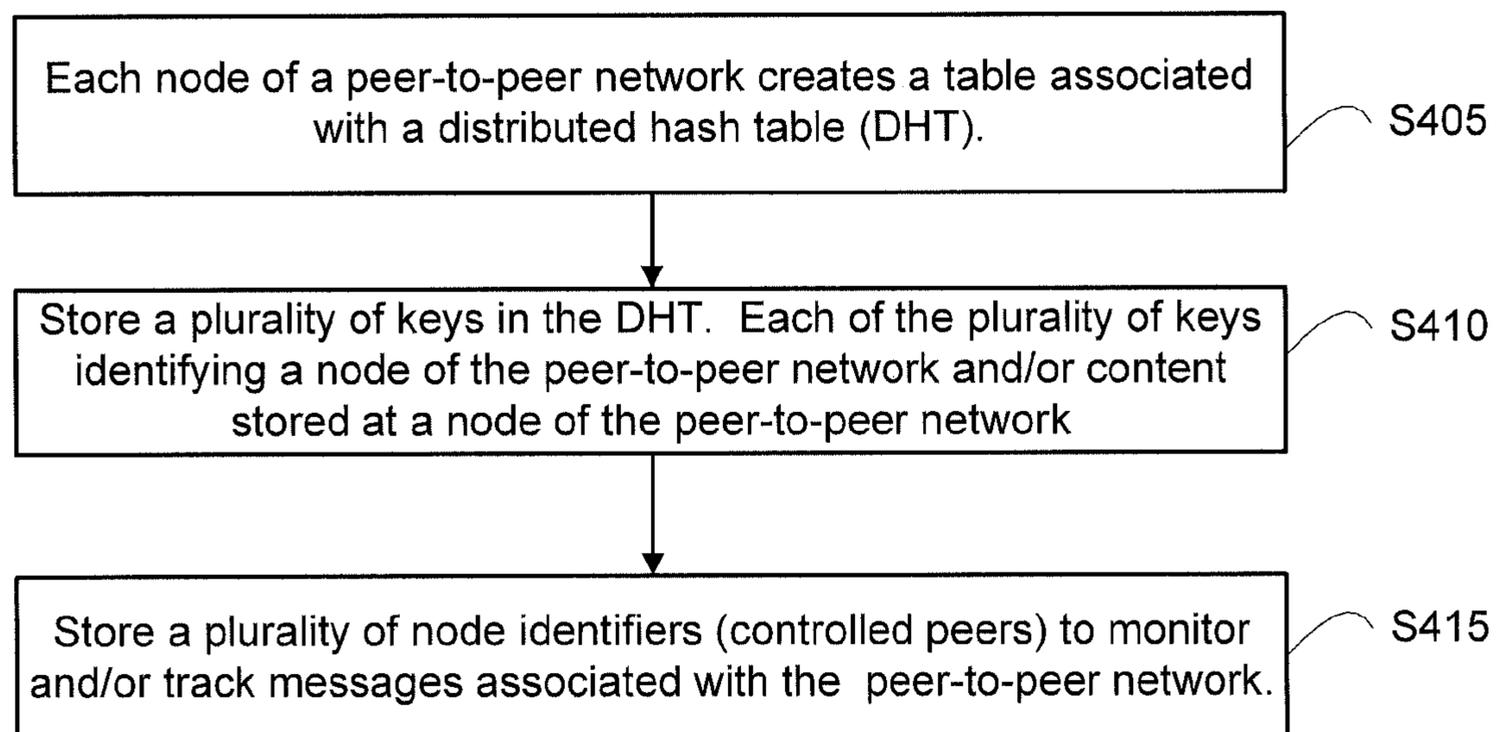 Each node of a peer-to-peer network creates a table associated
with a distributed hash table (DHT).
S405
Store a plurality of keys in the DHT.  Each of the plurality of keys
identifying a node of the peer-to-peer network and/or content
stored at a node of the peer-to-peer network
S410
Store a plurality of node identifiers (controlled peers) to monitor
and/or track messages associated with the  peer-to-peer network.
S415